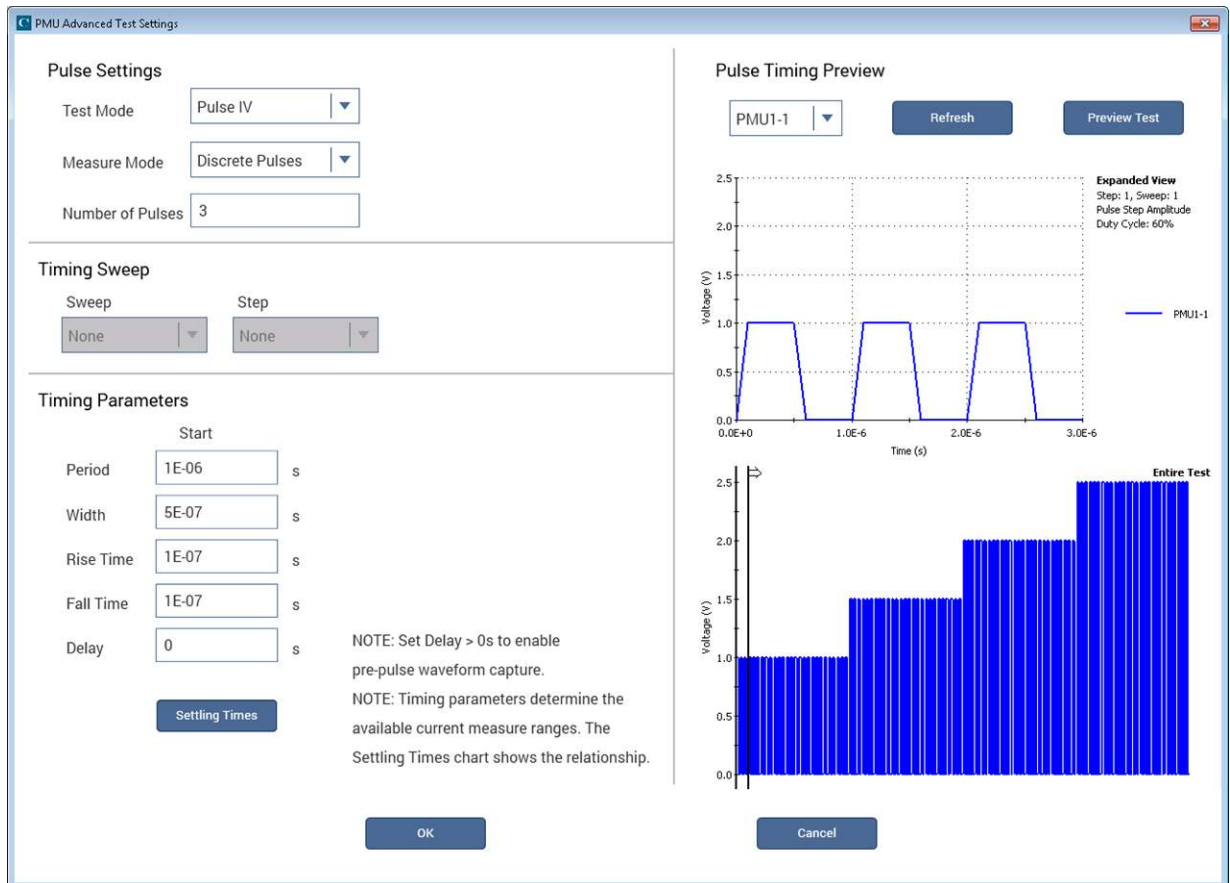 PMU Advanced Test Settings
Pulse Settings
Test Mode Pulse IV
Measure Mode Discrete Pulses
Number of Pulses 3
Timing Sweep
Sweep Step
None None
Timing Parameters
Start
Period 1E-06 s
Width 5E-07 s
Rise Time 1E-07 s
Fall Time 1E-07 s
Delay 0 s
Settling Times
NOTE: Set Delay > 0s to enable
pre-pulse waveform capture.
NOTE: Timing parameters determine the
available current measure ranges. The
Settling Times chart shows the relationship.
Pulse Timing Preview
PMU1-1 Refresh Preview Test
Expanded View
Step: 1, Sweep: 1
Pulse Step Amplitude
Duty Cycle: 60%
PMU1-1
Voltage (V)
2.5
2.0
1.5
1.0
0.5
0.0
0.0E+0 1.0E-6 2.0E-6 3.0E-6
Time (s)
Entire Test
Voltage (V)
2.5
2.0
1.5
1.0
0.5
0.0
OK Cancel